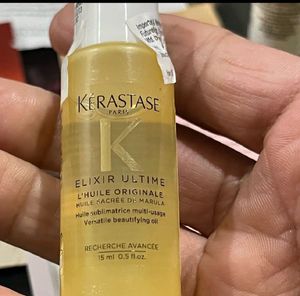 KÉRASTASE
PARIS
K
ELIXIR ULTIME
L'HUILE ORIGINALE
HUILE SACRÉE DE MARULA
Huile sublimatrice multi-usage
Versatile beautifying oil
RECHERCHE AVANCÉE
15 ml 0.5 fl.oz.